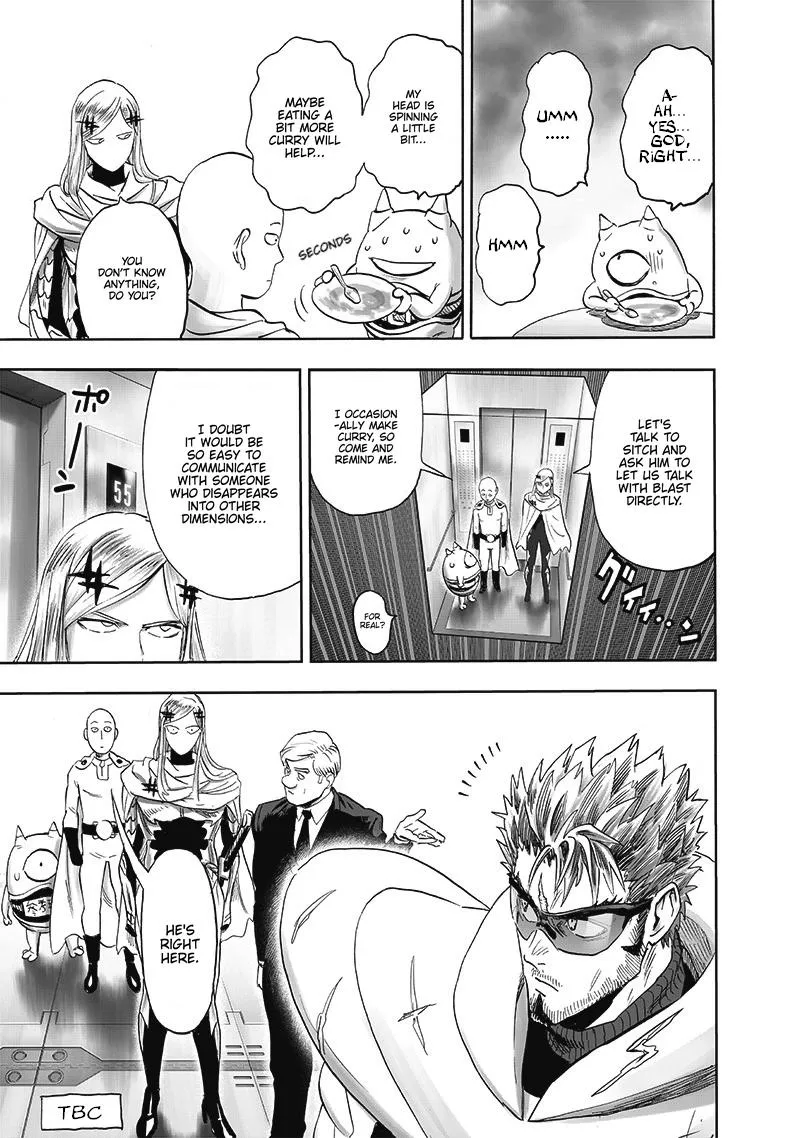 A-
AH...
YES...
GOD,
RIGHT...
UMM
.....
HMM
MY
HEAD IS
SPINNING
A LITTLE
BIT...
MAYBE
EATING A
BIT MORE
CURRY WILL
HELP...
SECONDS
YOU
DON'T KNOW
ANYTHING,
DO YOU?
LET'S
TALK TO
SITCH AND
ASK HIM TO
LET US TALK
WITH BLAST
DIRECTLY.
I OCCASION
-ALLY MAKE
CURRY, SO
COME AND
REMIND ME.
FOR
REAL?
グィィ...ン
I DOUBT
IT WOULD BE
SO EASY TO
COMMUNICATE
WITH SOMEONE
WHO DISAPPEARS
INTO OTHER
DIMENSIONS...
ポーン
55
HE'S
RIGHT
HERE.
TBC